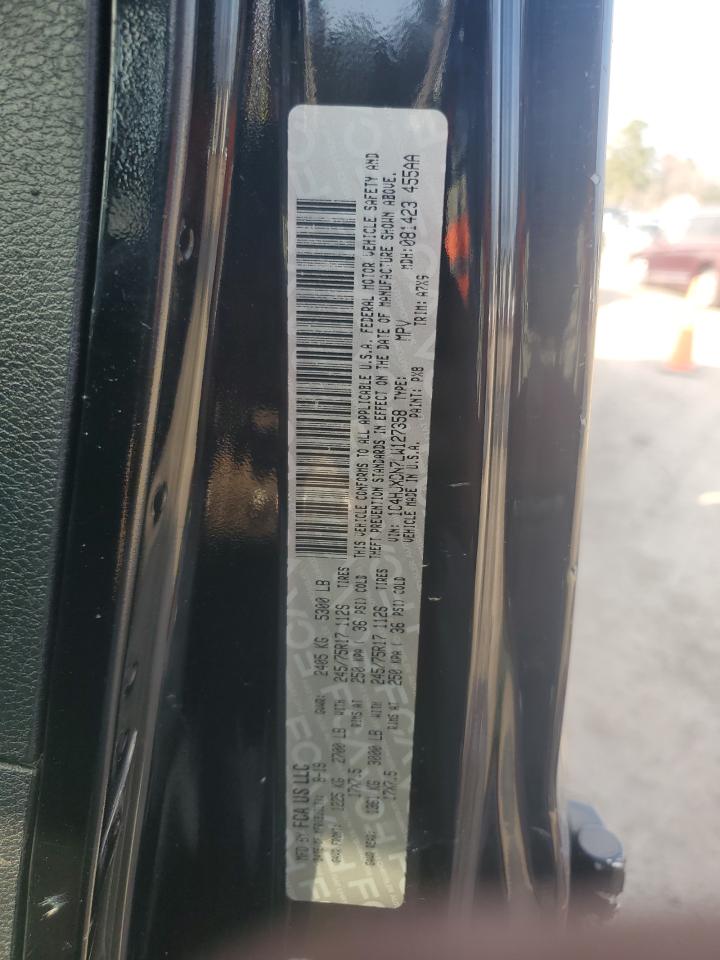 MFD BY FCA US LLC
DATE OF MFR 8-19 GVWR: 2405 KG 5300 LB
GAWR FRONT: 1225 KG 2700 LB WITH 245/75R17 112S TIRES
17X7.5 RIMS AT 250 KPA ( 36 PSI) COLD
GAWR REAR: 1361 KG 3000 LB WITH 245/75R17 112S TIRES
17X7.5 RIMS AT 250 KPA ( 36 PSI) COLD
THIS VEHICLE CONFORMS TO ALL APPLICABLE U.S.A. FEDERAL MOTOR VEHICLE SAFETY AND
THEFT PREVENTION STANDARDS IN EFFECT ON THE DATE OF MANUFACTURE SHOWN ABOVE.
VIN: 1C4HJXDN7LW127358 TYPE: MPV MDH:081423 455AA
VEHICLE MADE IN U.S.A. PAINT: PX8 TRIM: A7X9